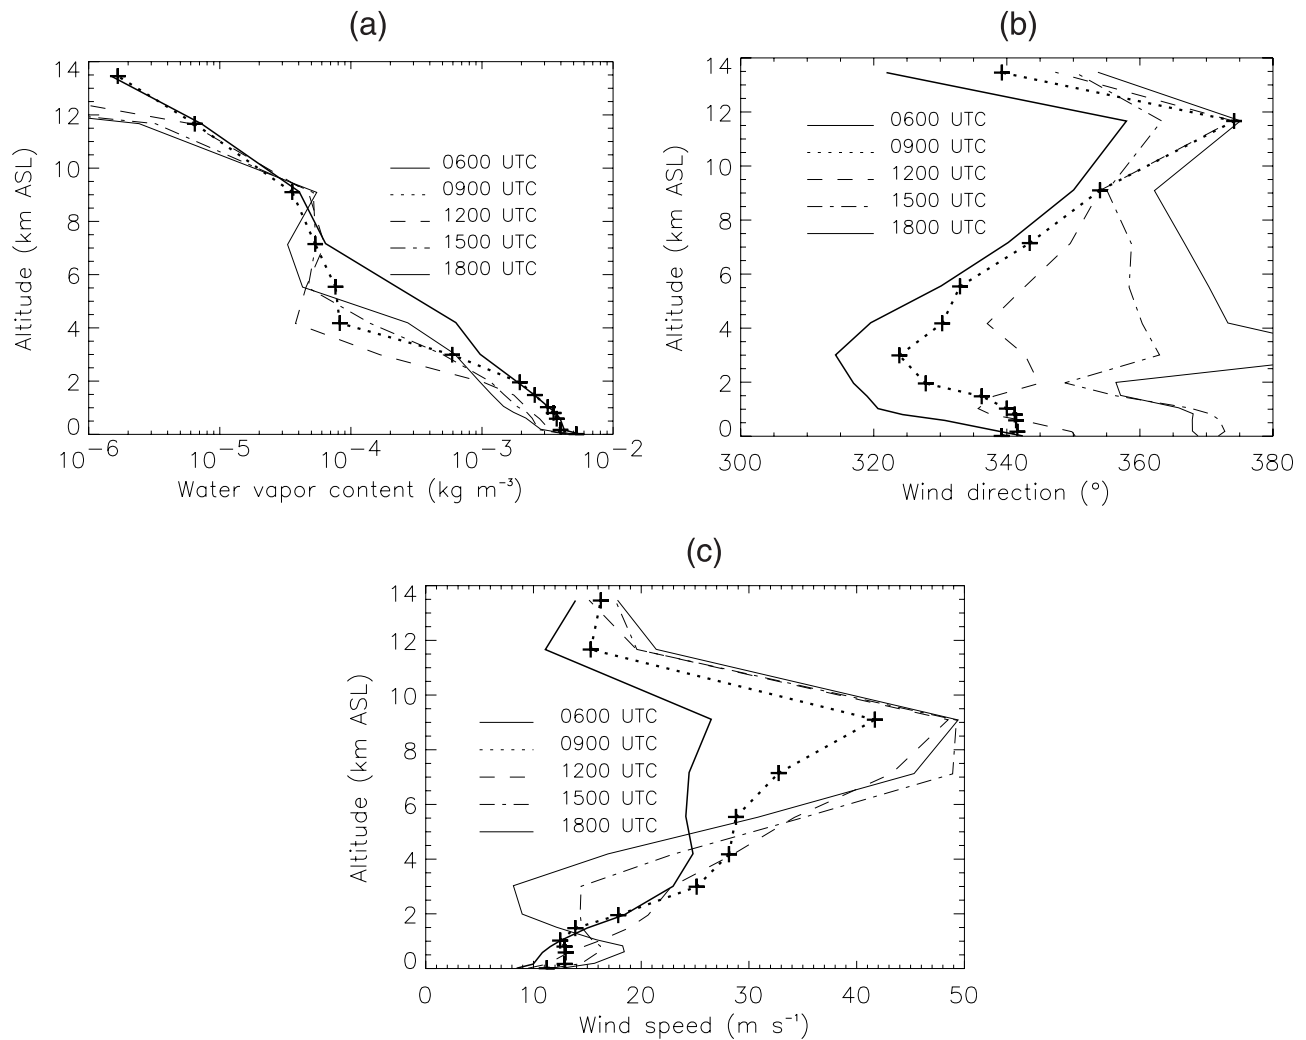 (a)
14
12
10
8
6
4
2
0
Altitude (km ASL)
0600 UTC
0900 UTC
1200 UTC
1500 UTC
1800 UTC
10⁻⁶ 10⁻⁵ 10⁻⁴ 10⁻³ 10⁻²
Water vapor content (kg m⁻³)
(b)
14
12
10
8
6
4
2
0
Altitude (km ASL)
0600 UTC
0900 UTC
1200 UTC
1500 UTC
1800 UTC
300 320 340 360 380
Wind direction (°)
(c)
14
12
10
8
6
4
2
0
Altitude (km ASL)
0600 UTC
0900 UTC
1200 UTC
1500 UTC
1800 UTC
0 10 20 30 40 50
Wind speed (m s⁻¹)